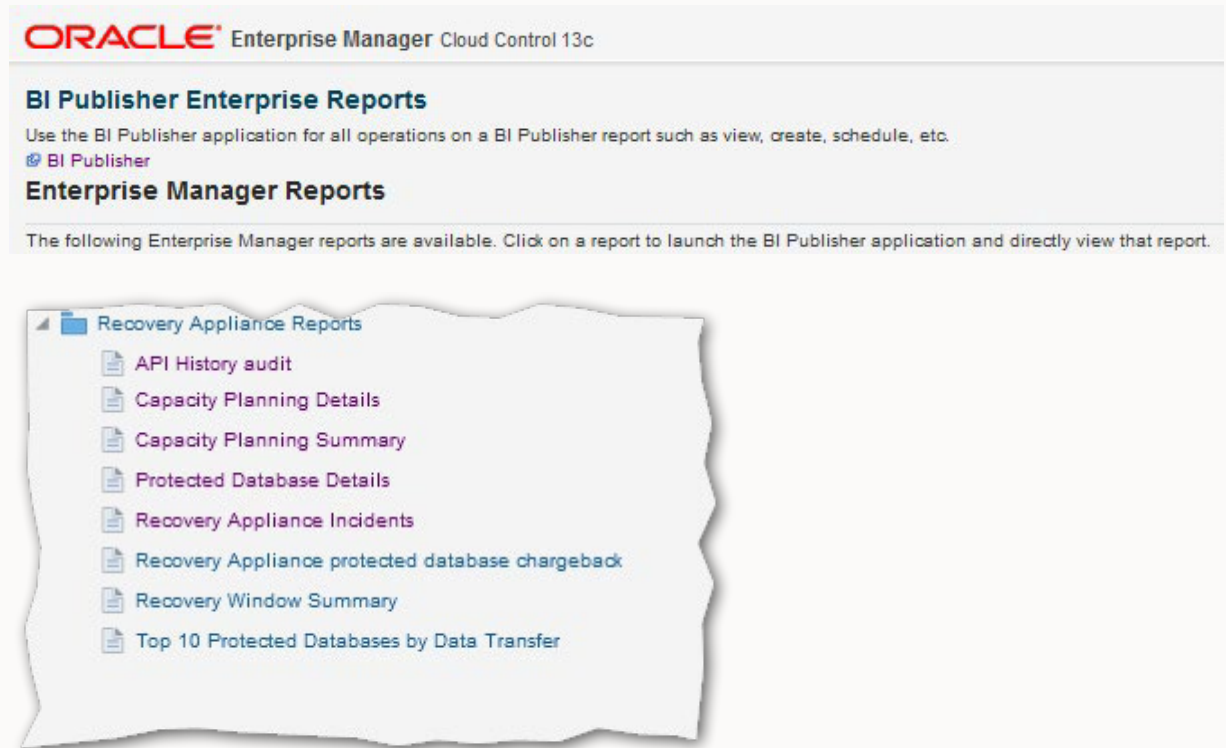 ORACLE Enterprise Manager Cloud Control 13c
BI Publisher Enterprise Reports
Use the BI Publisher application for all operations on a BI Publisher report such as view, create, schedule, etc.
BI Publisher
Enterprise Manager Reports
The following Enterprise Manager reports are available. Click on a report to launch the BI Publisher application and directly view that report.
Recovery Appliance Reports
API History audit
Capacity Planning Details
Capacity Planning Summary
Protected Database Details
Recovery Appliance Incidents
Recovery Appliance protected database chargeback
Recovery Window Summary
Top 10 Protected Databases by Data Transfer